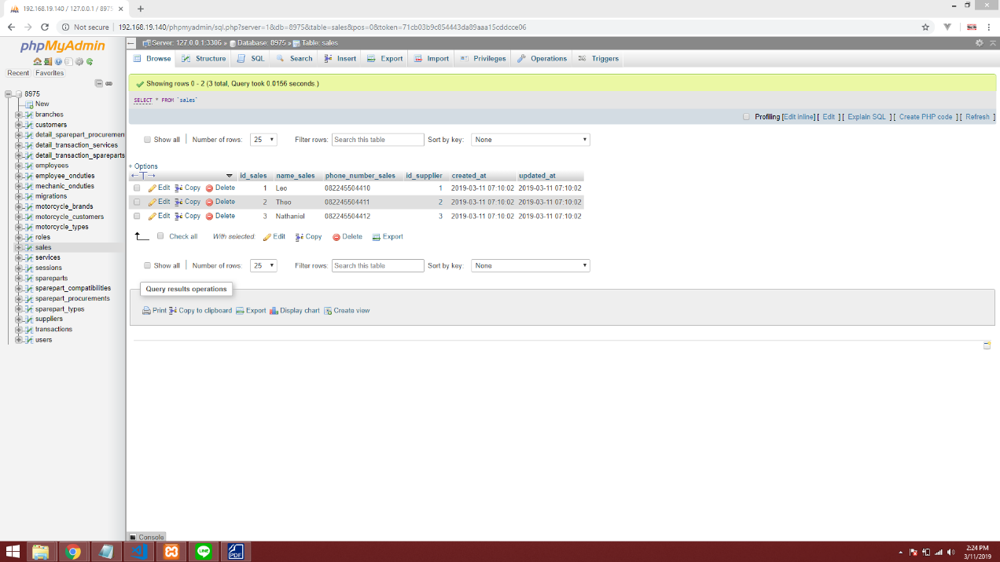 192.168.19.140 / 127.0.0.1 / 8975
Not secure | 192.168.19.140/phpmyadmin/sql.php?server=1&db=8975&table=sales&pos=0&token=71cb03b9c854443da89aaa15cddcce06
phpMyAdmin
Recent Favorites
8975
New
branches
customers
detail_sparepart_procuremen
detail_transaction_services
detail_transaction_spareparts
employees
employee_onduties
mechanic_onduties
migrations
motorcycle_brands
motorcycle_customers
motorcycle_types
roles
sales
services
sessions
spareparts
sparepart_compatibilities
sparepart_procurements
sparepart_types
suppliers
transactions
users
Server: 127.0.0.1:3306 » Database: 8975 » Table: sales
Browse Structure SQL Search Insert Export Import Privileges Operations Triggers
Showing rows 0 - 2 (3 total, Query took 0.0156 seconds.)
SELECT * FROM `sales`
Profiling [Edit inline] [ Edit ] [ Explain SQL ] [ Create PHP code ] [ Refresh ]
Show all | Number of rows: 25 Filter rows: Search this table Sort by key: None
+ Options
←T→ id_sales name_sales phone_number_sales id_supplier created_at updated_at
Edit Copy Delete 1 Leo 082245504410 1 2019-03-11 07:10:02 2019-03-11 07:10:02
Edit Copy Delete 2 Theo 082245504411 2 2019-03-11 07:10:02 2019-03-11 07:10:02
Edit Copy Delete 3 Nathaniel 082245504412 3 2019-03-11 07:10:02 2019-03-11 07:10:02
Check all With selected: Edit Copy Delete Export
Show all | Number of rows: 25 Filter rows: Search this table Sort by key: None
Query results operations
Print Copy to clipboard Export Display chart Create view
Console
LINE
PDF
2:24 PM
3/11/2019